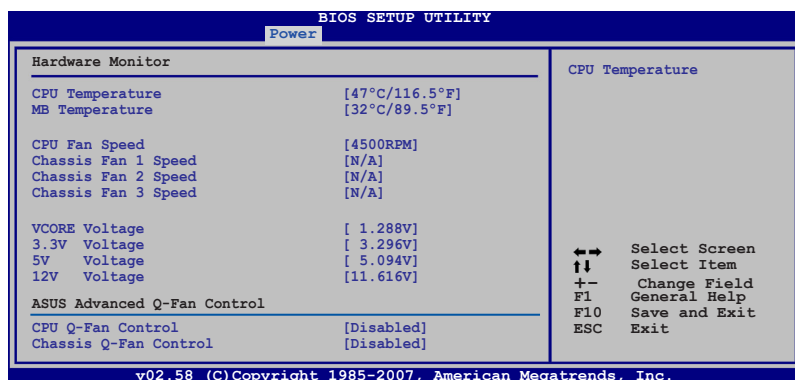 BIOS SETUP UTILITY
Power
Hardware Monitor
CPU Temperature [47°C/116.5°F]
MB Temperature [32°C/89.5°F]
CPU Fan Speed [4500RPM]
Chassis Fan 1 Speed [N/A]
Chassis Fan 2 Speed [N/A]
Chassis Fan 3 Speed [N/A]
VCORE Voltage [ 1.288V]
3.3V Voltage [ 3.296V]
5V Voltage [ 5.094V]
12V Voltage [11.616V]
ASUS Advanced Q-Fan Control
CPU Q-Fan Control [Disabled]
Chassis Q-Fan Control [Disabled]
CPU Temperature
←→ Select Screen
↑↓ Select Item
+- Change Field
F1 General Help
F10 Save and Exit
ESC Exit
v02.58 (C)Copyright 1985-2007, American Megatrends, Inc.